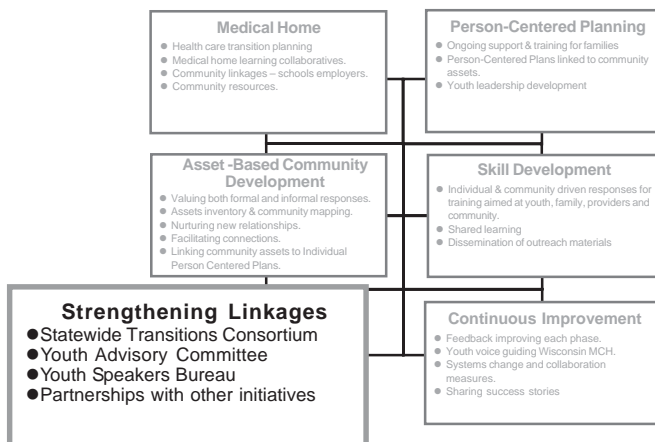 Medical Home
● Health care transition planning
● Medical home learning collaboratives.
● Community linkages – schools employers.
● Community resources.
Person-Centered Planning
● Ongoing support & training for families
● Person-Centered Plans linked to community
assets.
● Youth leadership development
Asset -Based Community
Development
● Valuing both formal and informal responses.
● Assets inventory & community mapping.
● Nurturing new relationships.
● Facilitating connections.
● Linking community assets to Individual
Person Centered Plans.
Skill Development
● Individual & community driven responses for
training aimed at youth, family, providers and
community.
● Shared learning
● Dissemination of outreach materials
Strengthening Linkages
●Statewide Transitions Consortium
●Youth Advisory Committee
●Youth Speakers Bureau
●Partnerships with other initiatives
Continuous Improvement
● Feedback improving each phase.
● Youth voice guiding Wisconsin MCH.
● Systems change and collaboration
measures.
● Sharing success stories